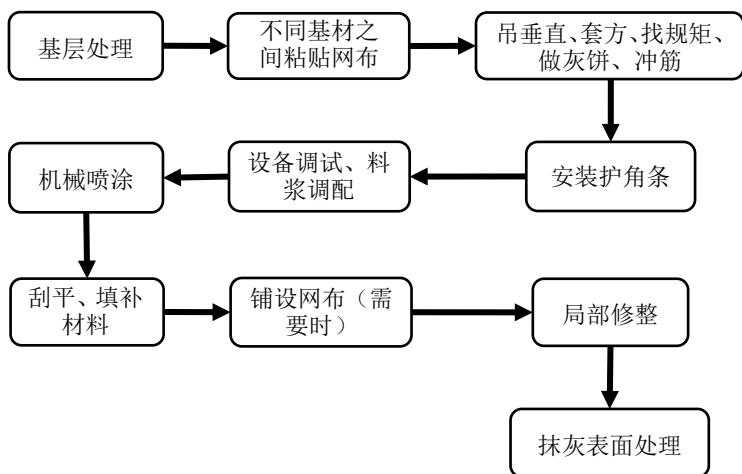 基层处理
不同基材之
间粘贴网布
吊垂直、套方、找规矩、
做灰饼、冲筋
安装护角条
设备调试、料
浆调配
机械喷涂
刮平、填补
材料
铺设网布（需
要时）
局部修整
抹灰表面处理